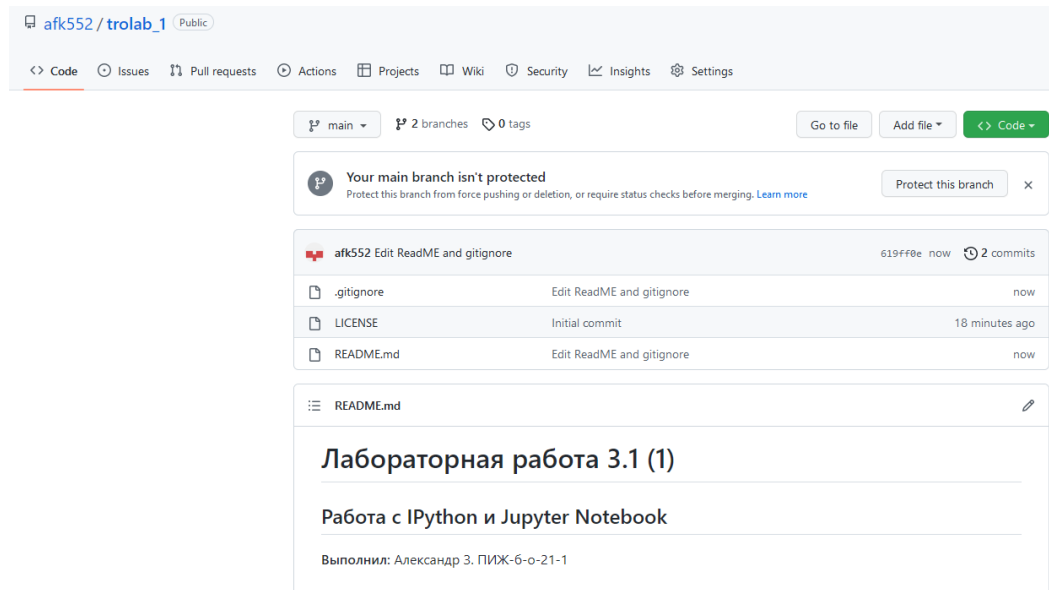 afk552 / trolab_1 Public
Code Issues Pull requests Actions Projects Wiki Security Insights Settings
main 2 branches 0 tags Go to file Add file Code
Your main branch isn't protected
Protect this branch from force pushing or deletion, or require status checks before merging. Learn more
Protect this branch
afk552 Edit ReadME and gitignore 619ff0e now 2 commits
.gitignore Edit ReadME and gitignore now
LICENSE Initial commit 18 minutes ago
README.md Edit ReadME and gitignore now
README.md
Лабораторная работа 3.1 (1)
Работа с IPython и Jupyter Notebook
Выполнил: Александр З. ПИЖ-б-о-21-1